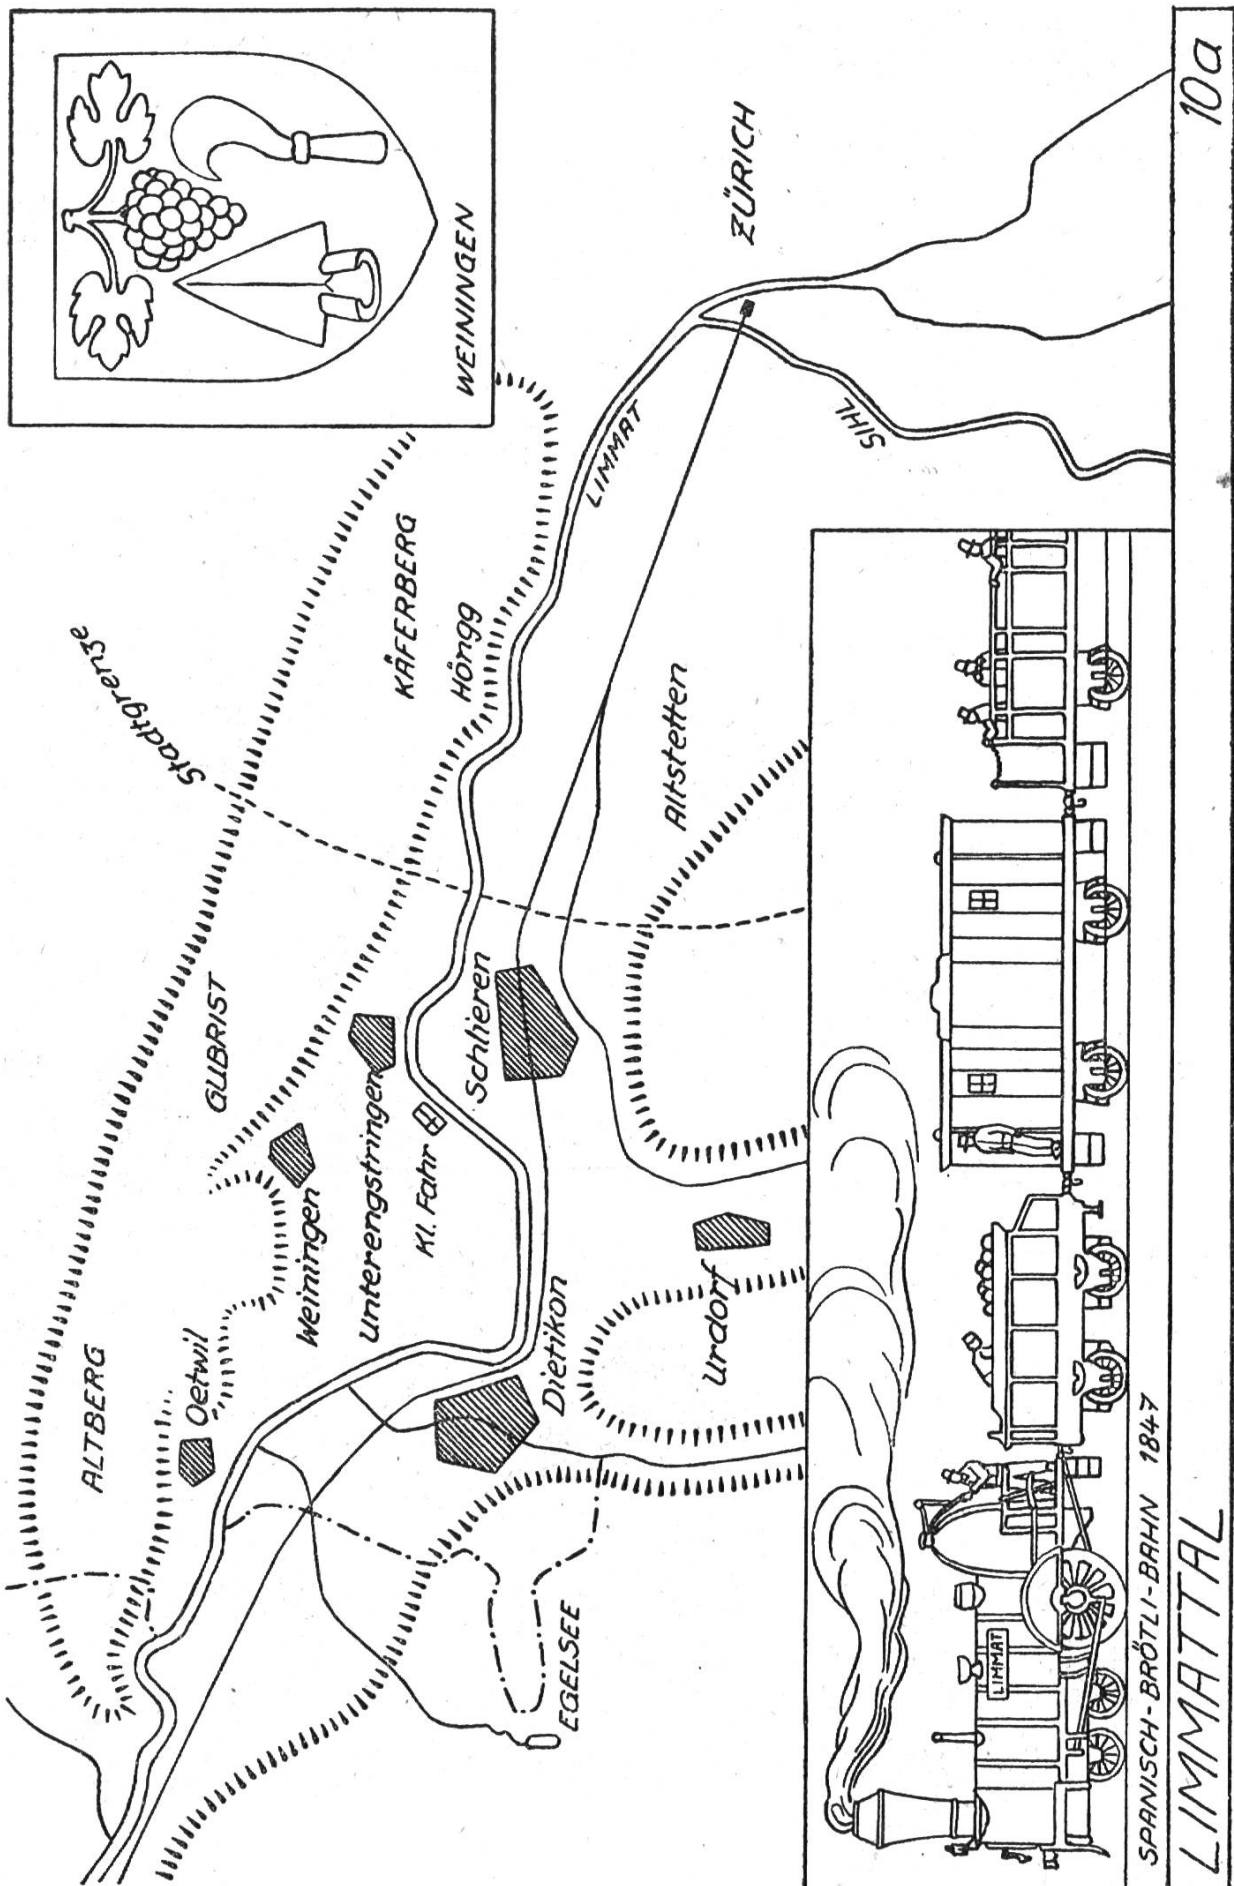 WEININGEN
Stadtgrenze
KÄFERBERG
Höngg
GUBRIST
ALTBERG
Oetwil
Weiningen
Unterengstringen
Kl. Fahr
Schlieren
LIMMAT
ZÜRICH
SIHL
Altstetten
Dietikon
Urdorf
EGELSEE
LIMMAT
SPANISCH-BRÖTLI-BAHN 1847
LIMMATTAL
10a